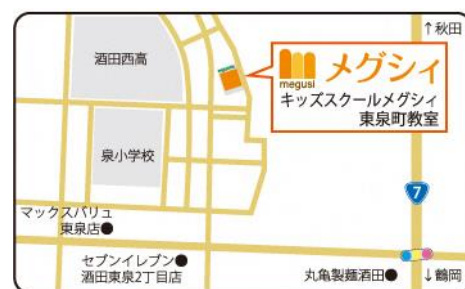 ↑秋田
酒田西高
メグシィ
megusi
キッズスクールメグシィ
東泉町教室
泉小学校
7
マックスバリュ
東泉店●
セブンイレブン●
酒田東泉2丁目店
丸亀製麺酒田●
↓鶴岡